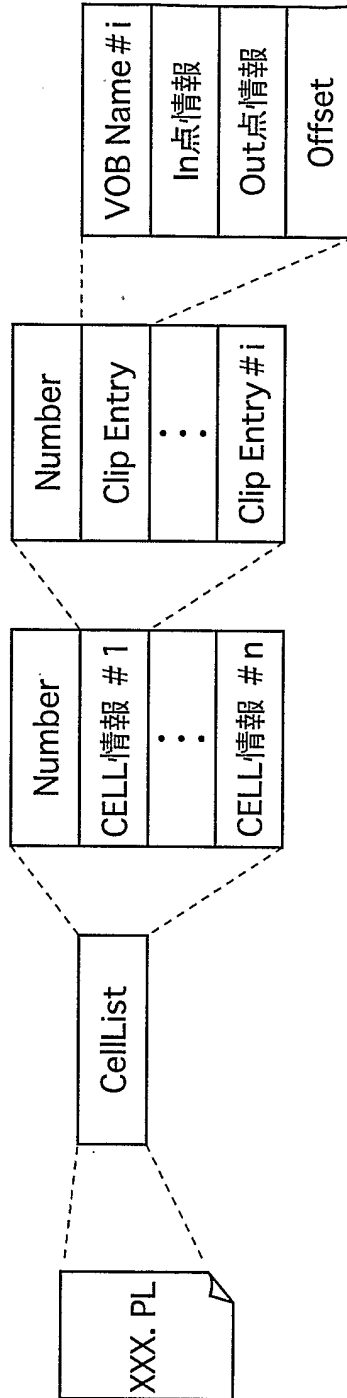 XXX. PL
CellList
Number
CELL情報 #1
⋮
CELL情報 #n
Number
Clip Entry
⋮
Clip Entry #i
VOB Name #i
In点情報
Out点情報
Offset